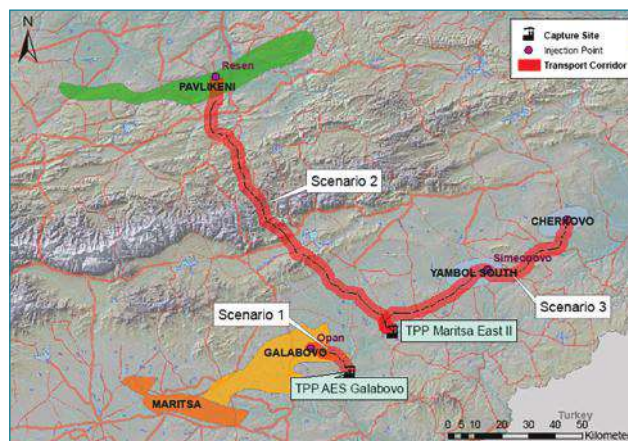 N
Capture Site
Injection Point
Transport Corridor
Resen
PAVLIKENI
Scenario 2
CHERKOVO
Simeonovo
YAMBOL SOUTH
Scenario 3
Scenario 1
TPP Maritsa East II
Opan
GALABOVO
TPP AES Galabovo
MARITSA
Turkey
0 5 10 20 30 40 50
Kilometer